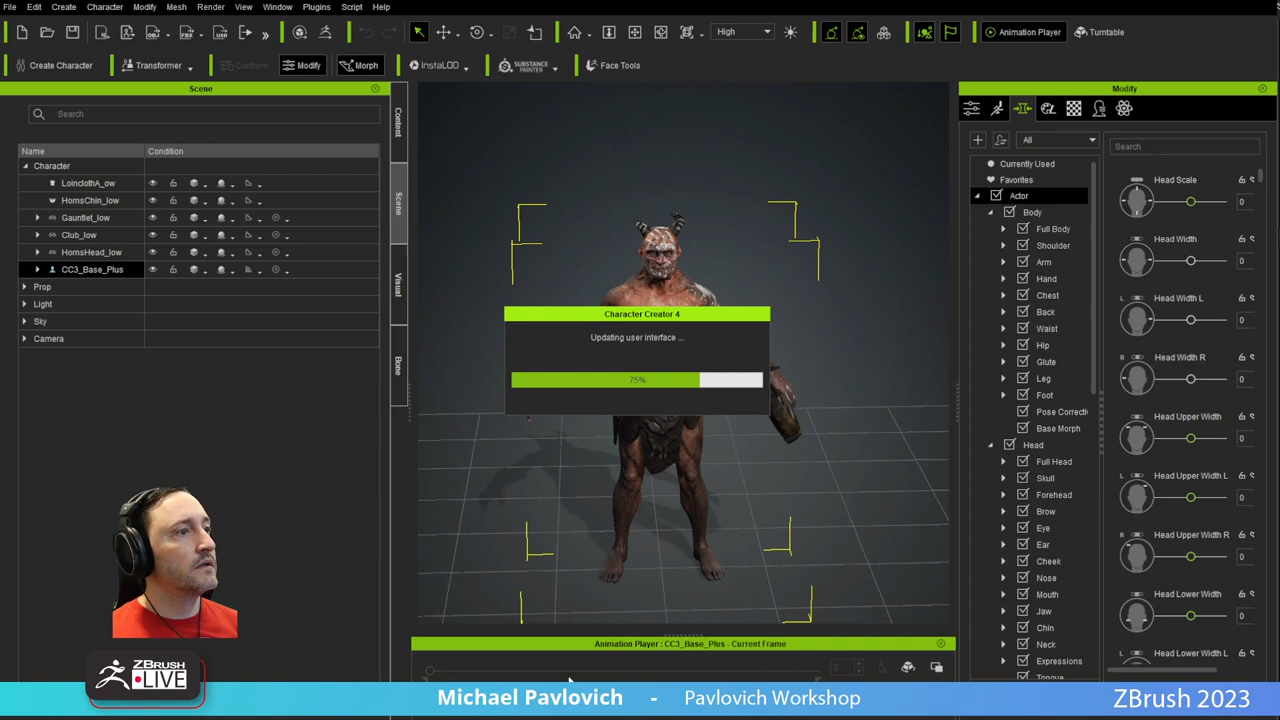 File Edit Create Character Modify Mesh Render View Window Plugins Script Help
High Animation Player Turntable
Create Character Transformer Conform Modify Morph InstaLOD SUBSTANCE PAINTER Face Tools
Scene
Search
Name Condition
Character
LoinclothA_ow
HornsChin_low
Gauntlet_low
Club_low
HornsHead_low
CC3_Base_Plus
Prop
Light
Sky
Camera
Content
Scene
Visual
Bone
Character Creator 4
Updating user interface ...
75%
Animation Player : CC3_Base_Plus - Current Frame
0
Modify
All
Search
Currently Used
Favorites
Actor
Body
Full Body
Shoulder
Arm
Hand
Chest
Back
Waist
Hip
Glute
Leg
Foot
Pose Correcti
Base Morph
Head
Full Head
Skull
Forehead
Brow
Eye
Ear
Cheek
Nose
Mouth
Jaw
Chin
Neck
Expressions
Tongue
Head Scale
0
Head Width
0
L Head Width L
0
R Head Width R
0
Head Upper Width
0
L Head Upper Width L
0
R Head Upper Width R
0
Head Lower Width
0
L Head Lower Width L
ZBRUSH
LIVE
Michael Pavlovich - Pavlovich Workshop ZBrush 2023